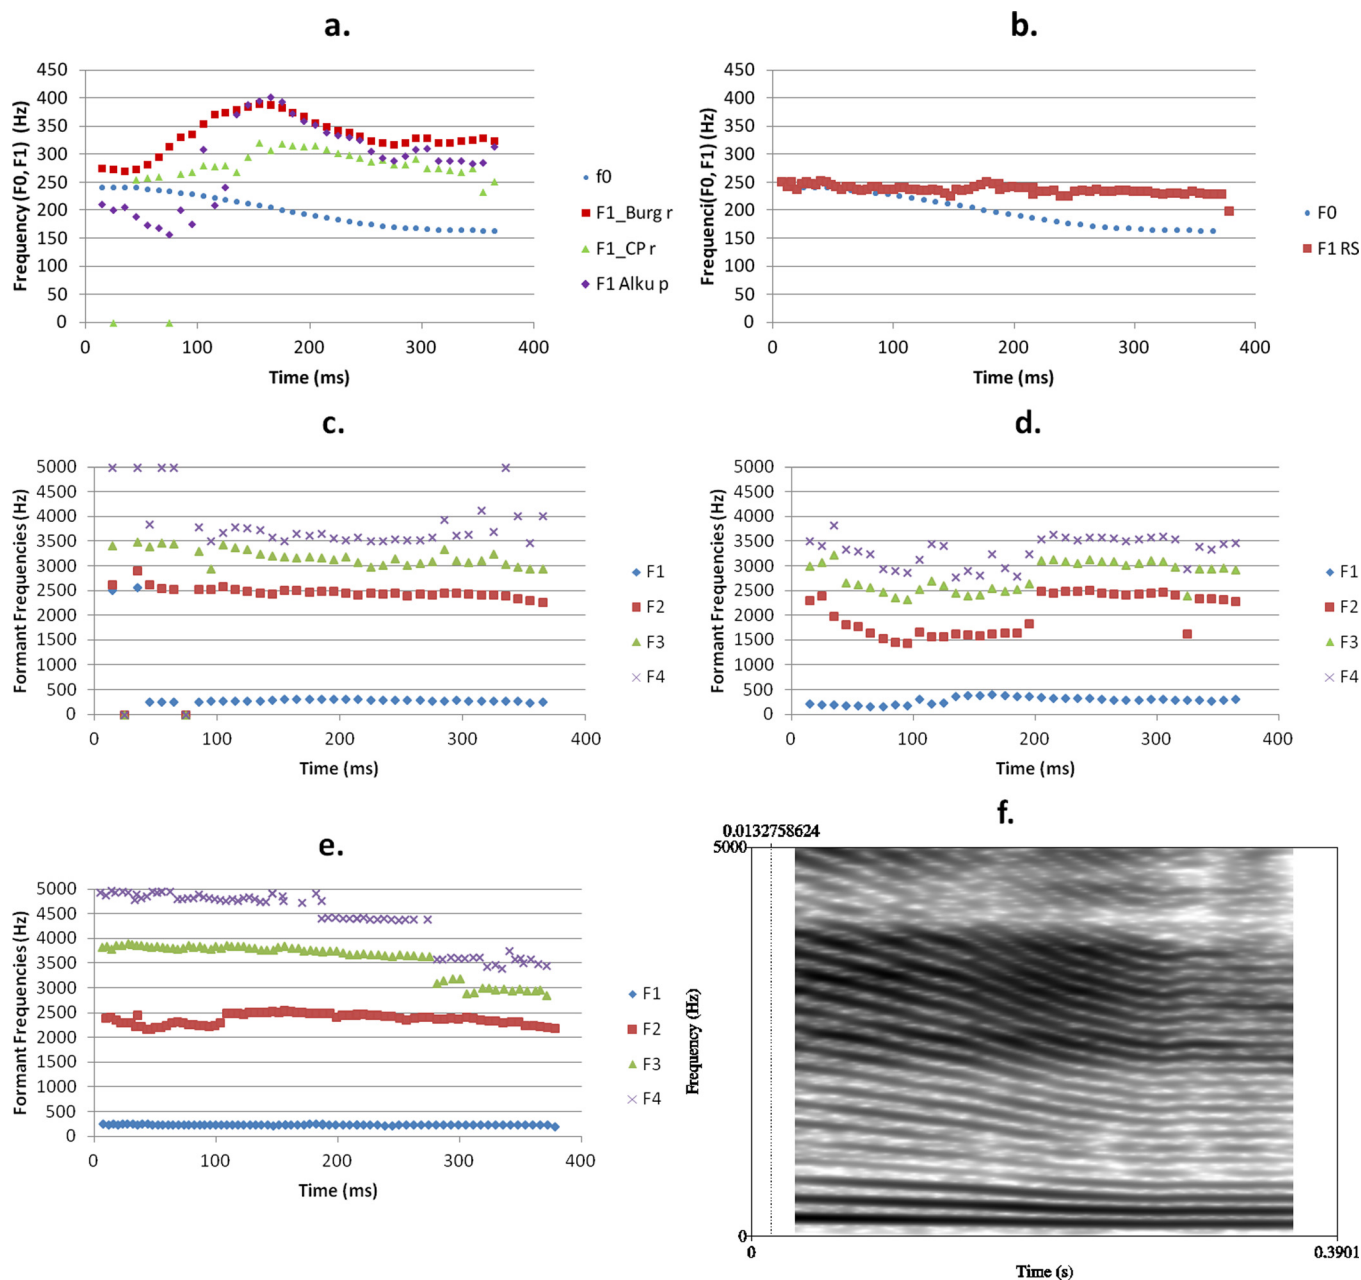 a.
Frequency (F0, F1) (Hz)
450
400
350
300
250
200
150
100
50
0
0 100 200 300 400
Time (ms)
f0
F1_Burg r
F1_CP r
F1 Alku p
b.
Frequenci(F0, F1) (Hz)
450
400
350
300
250
200
150
100
50
0
0 100 200 300 400
Time (ms)
F0
F1 RS
c.
Formant Frequencies (Hz)
5000
4500
4000
3500
3000
2500
2000
1500
1000
500
0
0 100 200 300 400
Time (ms)
F1
F2
F3
F4
d.
Formant Frequencies (Hz)
5000
4500
4000
3500
3000
2500
2000
1500
1000
500
0
0 100 200 300 400
Time (ms)
F1
F2
F3
F4
e.
Formant Frequencies (Hz)
5000
4500
4000
3500
3000
2500
2000
1500
1000
500
0
0 100 200 300 400
Time (ms)
F1
F2
F3
F4
f.
0.0132758624
5000
Frequency (Hz)
0
0 0.3901
Time (s)